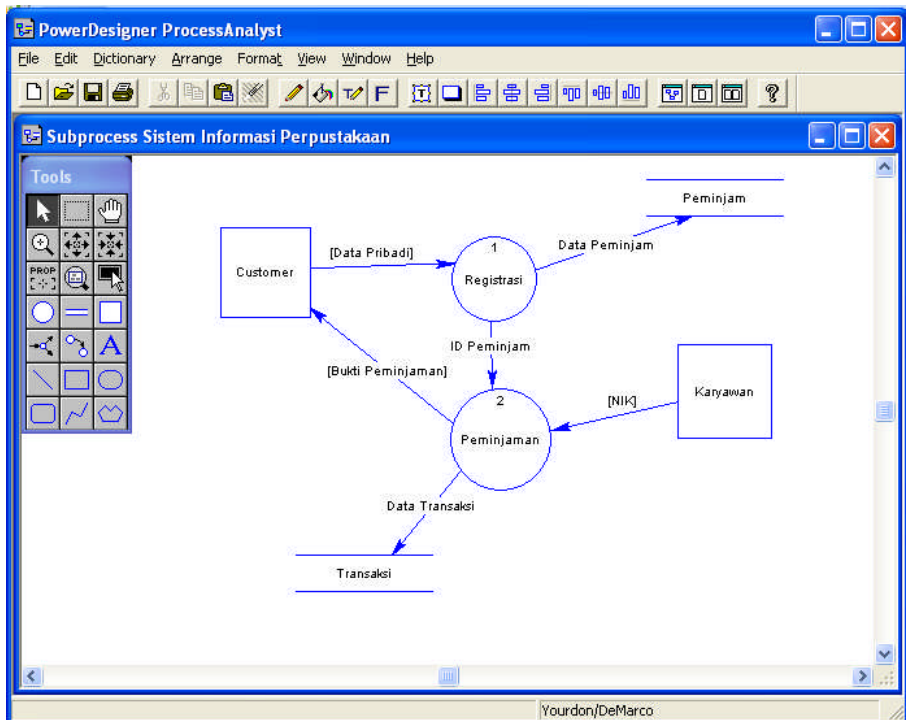 PowerDesigner ProcessAnalyst
File Edit Dictionary Arrange Format View Window Help
T F ?
Subprocess Sistem Informasi Perpustakaan
Tools
PROP
A
Peminjam
Data Peminjam
1
Registrasi
[Data Pribadi]
Customer
ID Peminjam
[Bukti Peminjaman]
2
Peminjaman
[NIK]
Karyawan
Data Transaksi
Transaksi
Yourdon/DeMarco